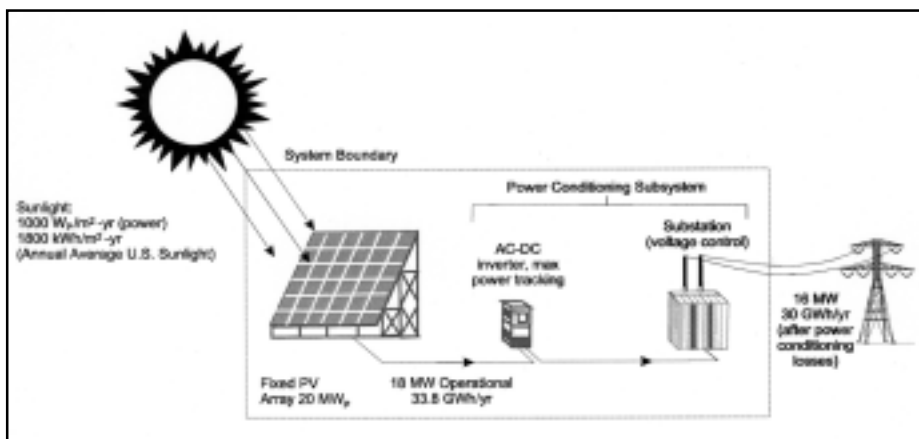 System Boundary
Power Conditioning Subsystem
Sunlight:
1000 Wₚ/m²-yr (power)
1800 kWh/m²-yr
(Annual Average U.S. Sunlight)
AC-DC
Inverter, max
power tracking
Substation
(voltage control)
16 MW
30 GWh/yr
(after power
conditioning
losses)
Fixed PV
Array 20 MWₚ
18 MW Operational
33.8 GWh/yr